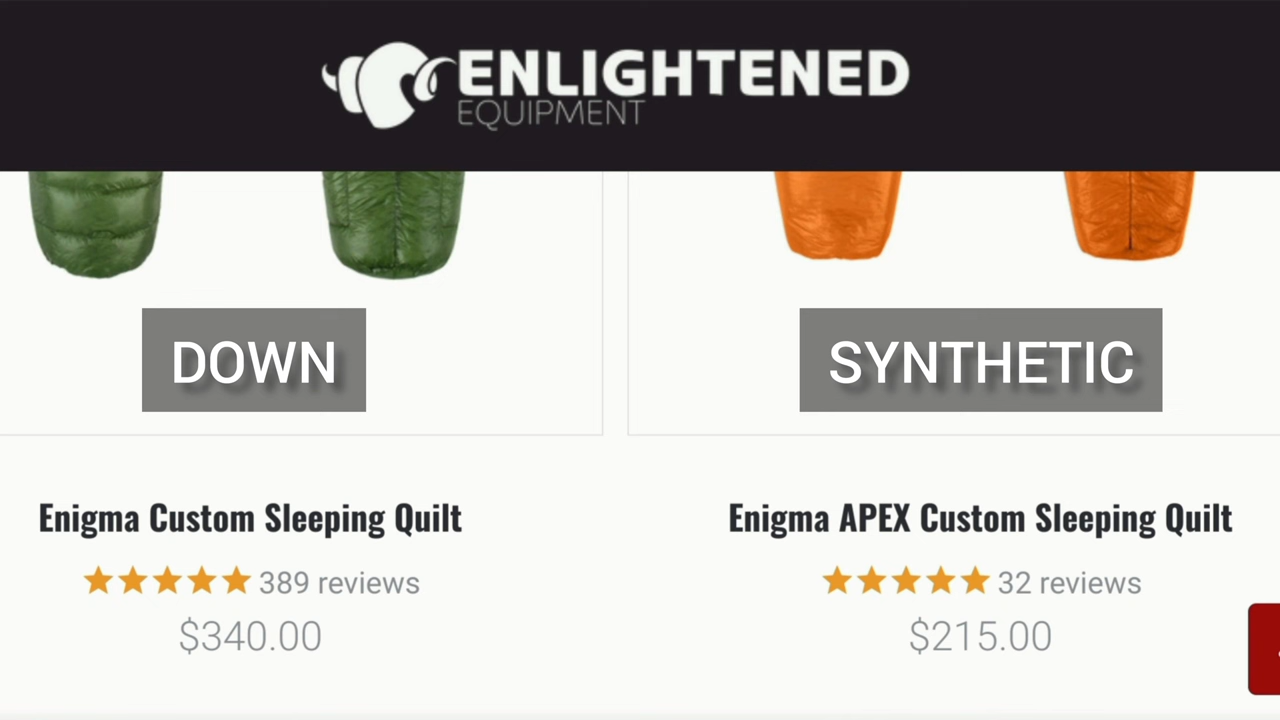 ENLIGHTENED
EQUIPMENT
DOWN
SYNTHETIC
Enigma Custom Sleeping Quilt
389 reviews
$340.00
Enigma APEX Custom Sleeping Quilt
32 reviews
$215.00